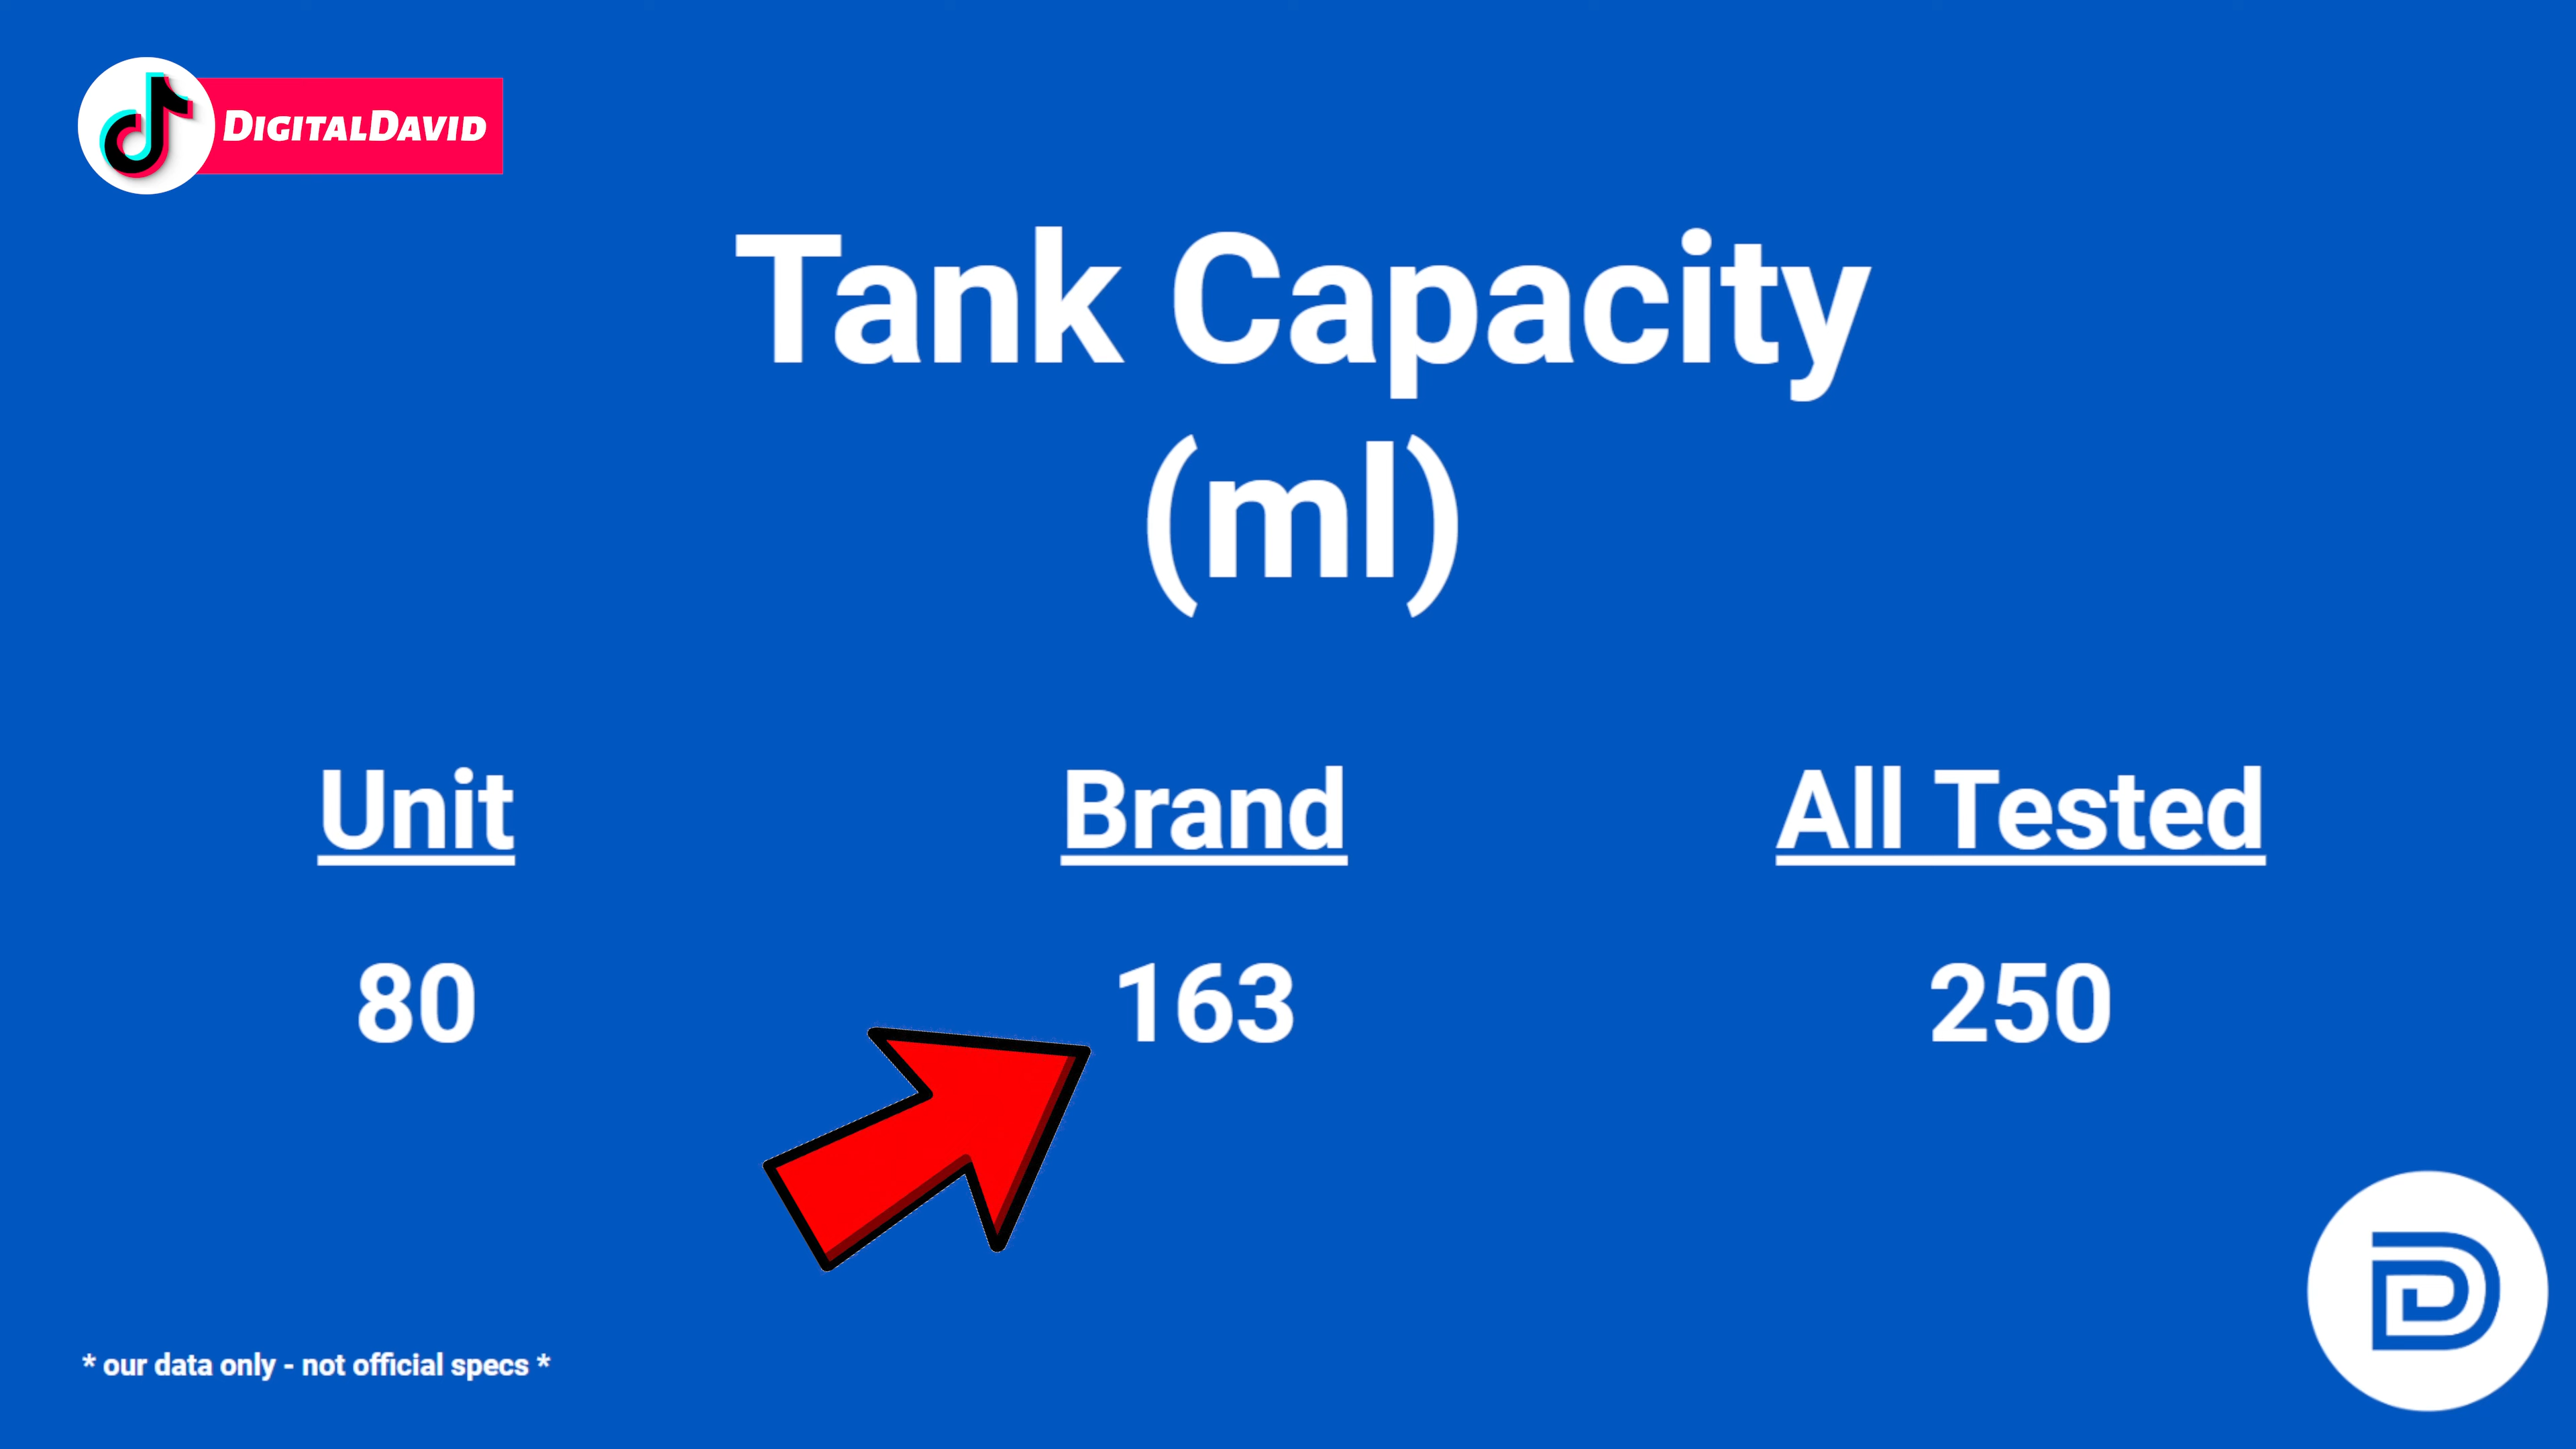 DIGITALDAVID
Tank Capacity
(ml)
Unit Brand All Tested
80 163 250
* our data only - not official specs *